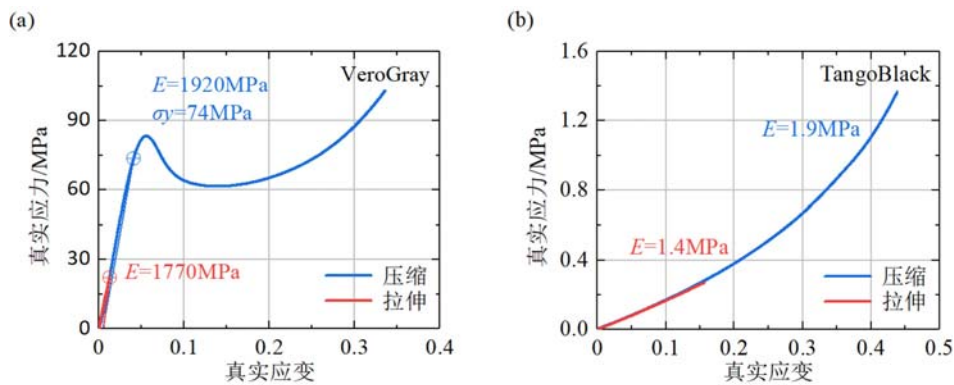 (a)
120
90
60
30
0
真实应力/MPa
VeroGray
E=1920MPa
σy=74MPa
E=1770MPa
压缩
拉伸
0 0.1 0.2 0.3 0.4
真实应变
(b)
1.6
1.2
0.8
0.4
0.0
真实应力/MPa
TangoBlack
E=1.9MPa
E=1.4MPa
压缩
拉伸
0 0.1 0.2 0.3 0.4 0.5
真实应变